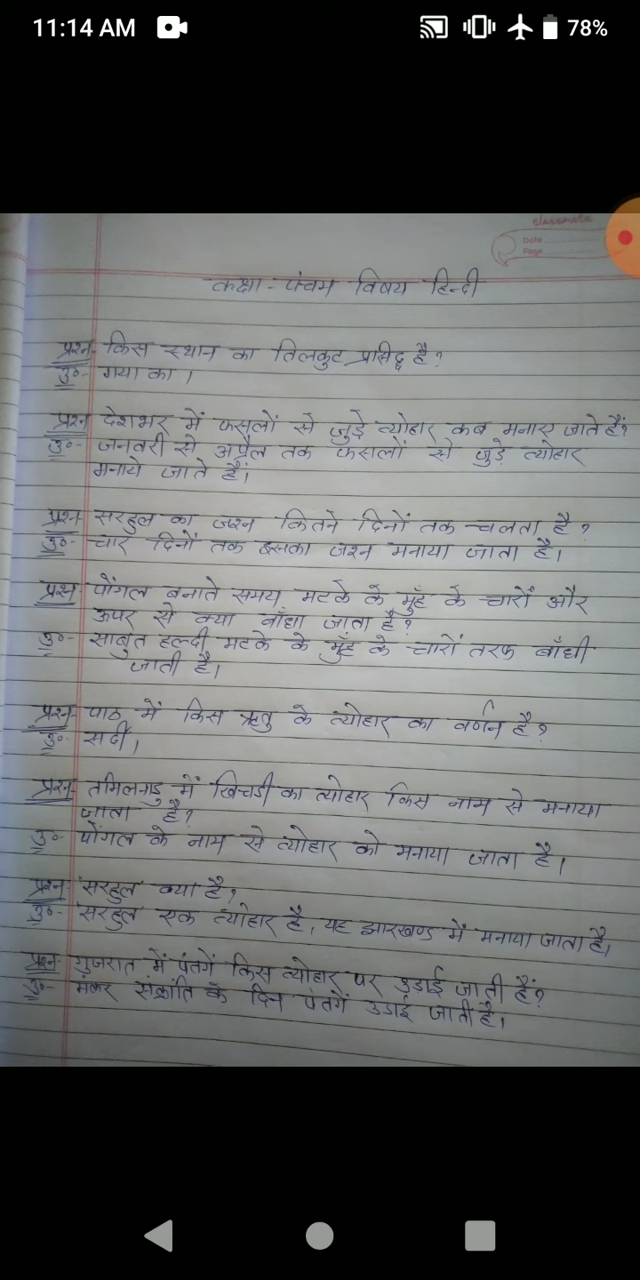 11:14 AM 78%
classmate
Date
Page
कक्षा - पंचम विषय हिन्दी
प्रश्न- किस स्थान का तिलकुट प्रसिद्ध है?
उ०- गया का।
प्रश्न देशभर में फसलों से जुड़े त्योहार कब मनाए जाते हैं?
उ०- जनवरी से अप्रैल तक फसलों से जुड़े त्योहार
मनाये जाते हैं।
प्रश्न- सरहुल का जश्न कितने दिनों तक चलता है?
उ०- चार दिनों तक इसका जश्न मनाया जाता है।
प्रश्न पोंगल बनाते समय मटके के मुँह के चारों और
ऊपर से क्या बाँधा जाता है?
उ०- साबुत हल्दी मटके के मुँह के चारों तरफ बाँधी
जाती है।
प्रश्न- पाठ में किस ऋतु के त्योहार का वर्णन है?
उ०- सर्दी।
प्रश्न- तमिलनाडु में खिचडी का त्योहार किस नाम से मनाया
जाता है?
उ०- पोंगल के नाम से त्योहार को मनाया जाता है।
प्रश्न- सरहुल क्या है?
उ०- सरहुल एक त्योहार है, यह झारखण्ड में मनाया जाता है।
प्रश्न- गुजरात में पतंगें किस त्योहार पर उडाई जाती हैं?
उ०- मकर संक्रांति के दिन पतंगें उडाई जाती है।